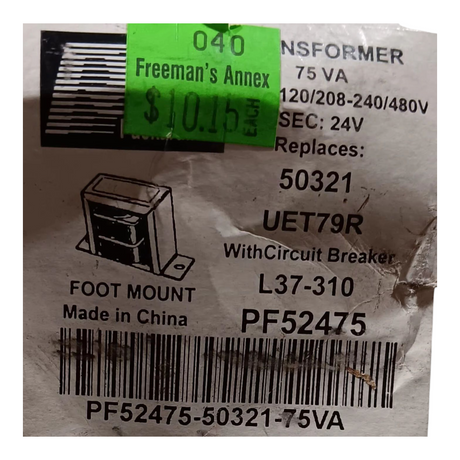 040
Freeman's Annex
$10.15 EACH
NSFORMER
75 VA
120/208-240/480V
SEC: 24V
Replaces:
50321
UET79R
WithCircuit Breaker
L37-310
PF52475
FOOT MOUNT
Made in China
PF52475-50321-75VA